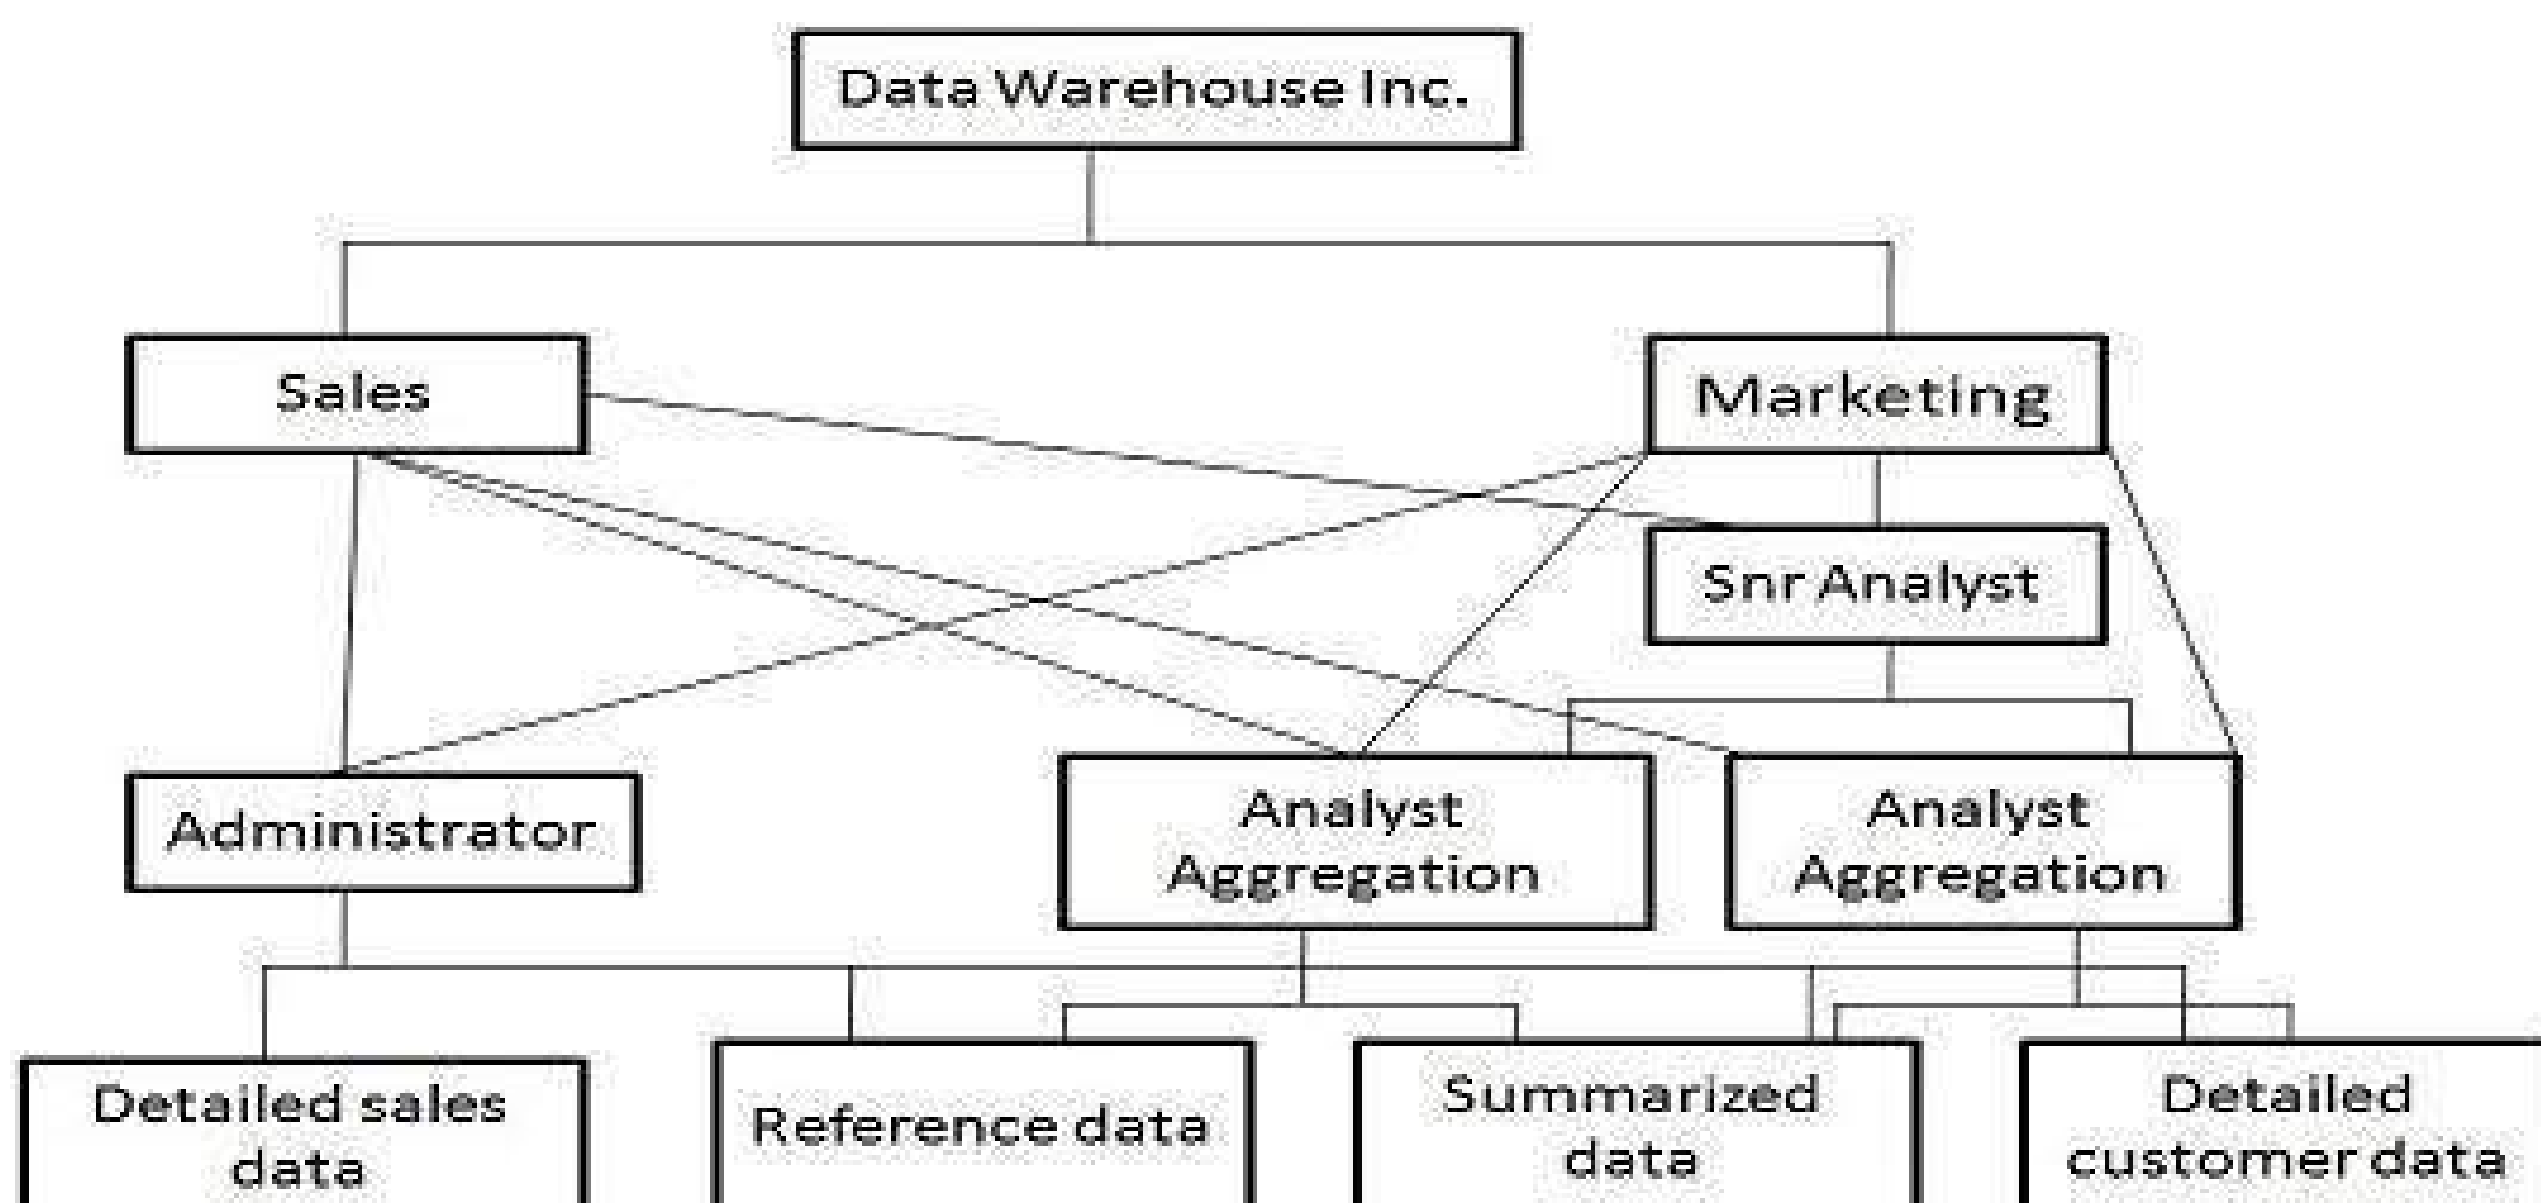 Data Warehouse Inc.
Sales
Marketing
Snr Analyst
Administrator
Analyst
Aggregation
Analyst
Aggregation
Detailed sales
data
Reference data
Summarized
data
Detailed
customer data